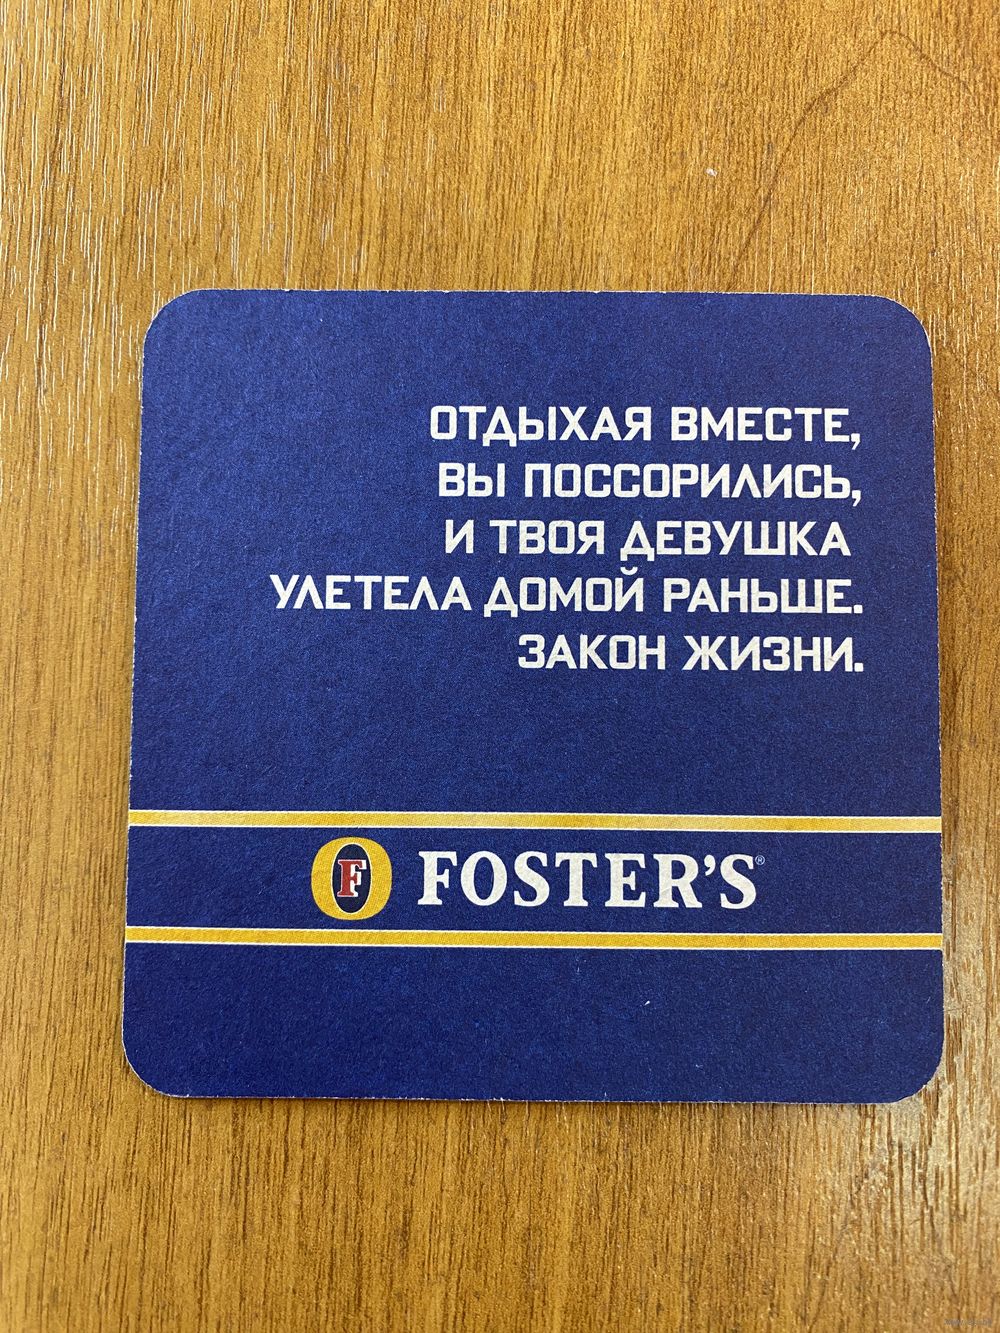 ОТДЫХАЯ ВМЕСТЕ,
ВЫ ПОССОРИЛИСЬ,
И ТВОЯ ДЕВУШКА
УЛЕТЕЛА ДОМОЙ РАНЬШЕ.
ЗАКОН ЖИЗНИ.
F FOSTER'S®